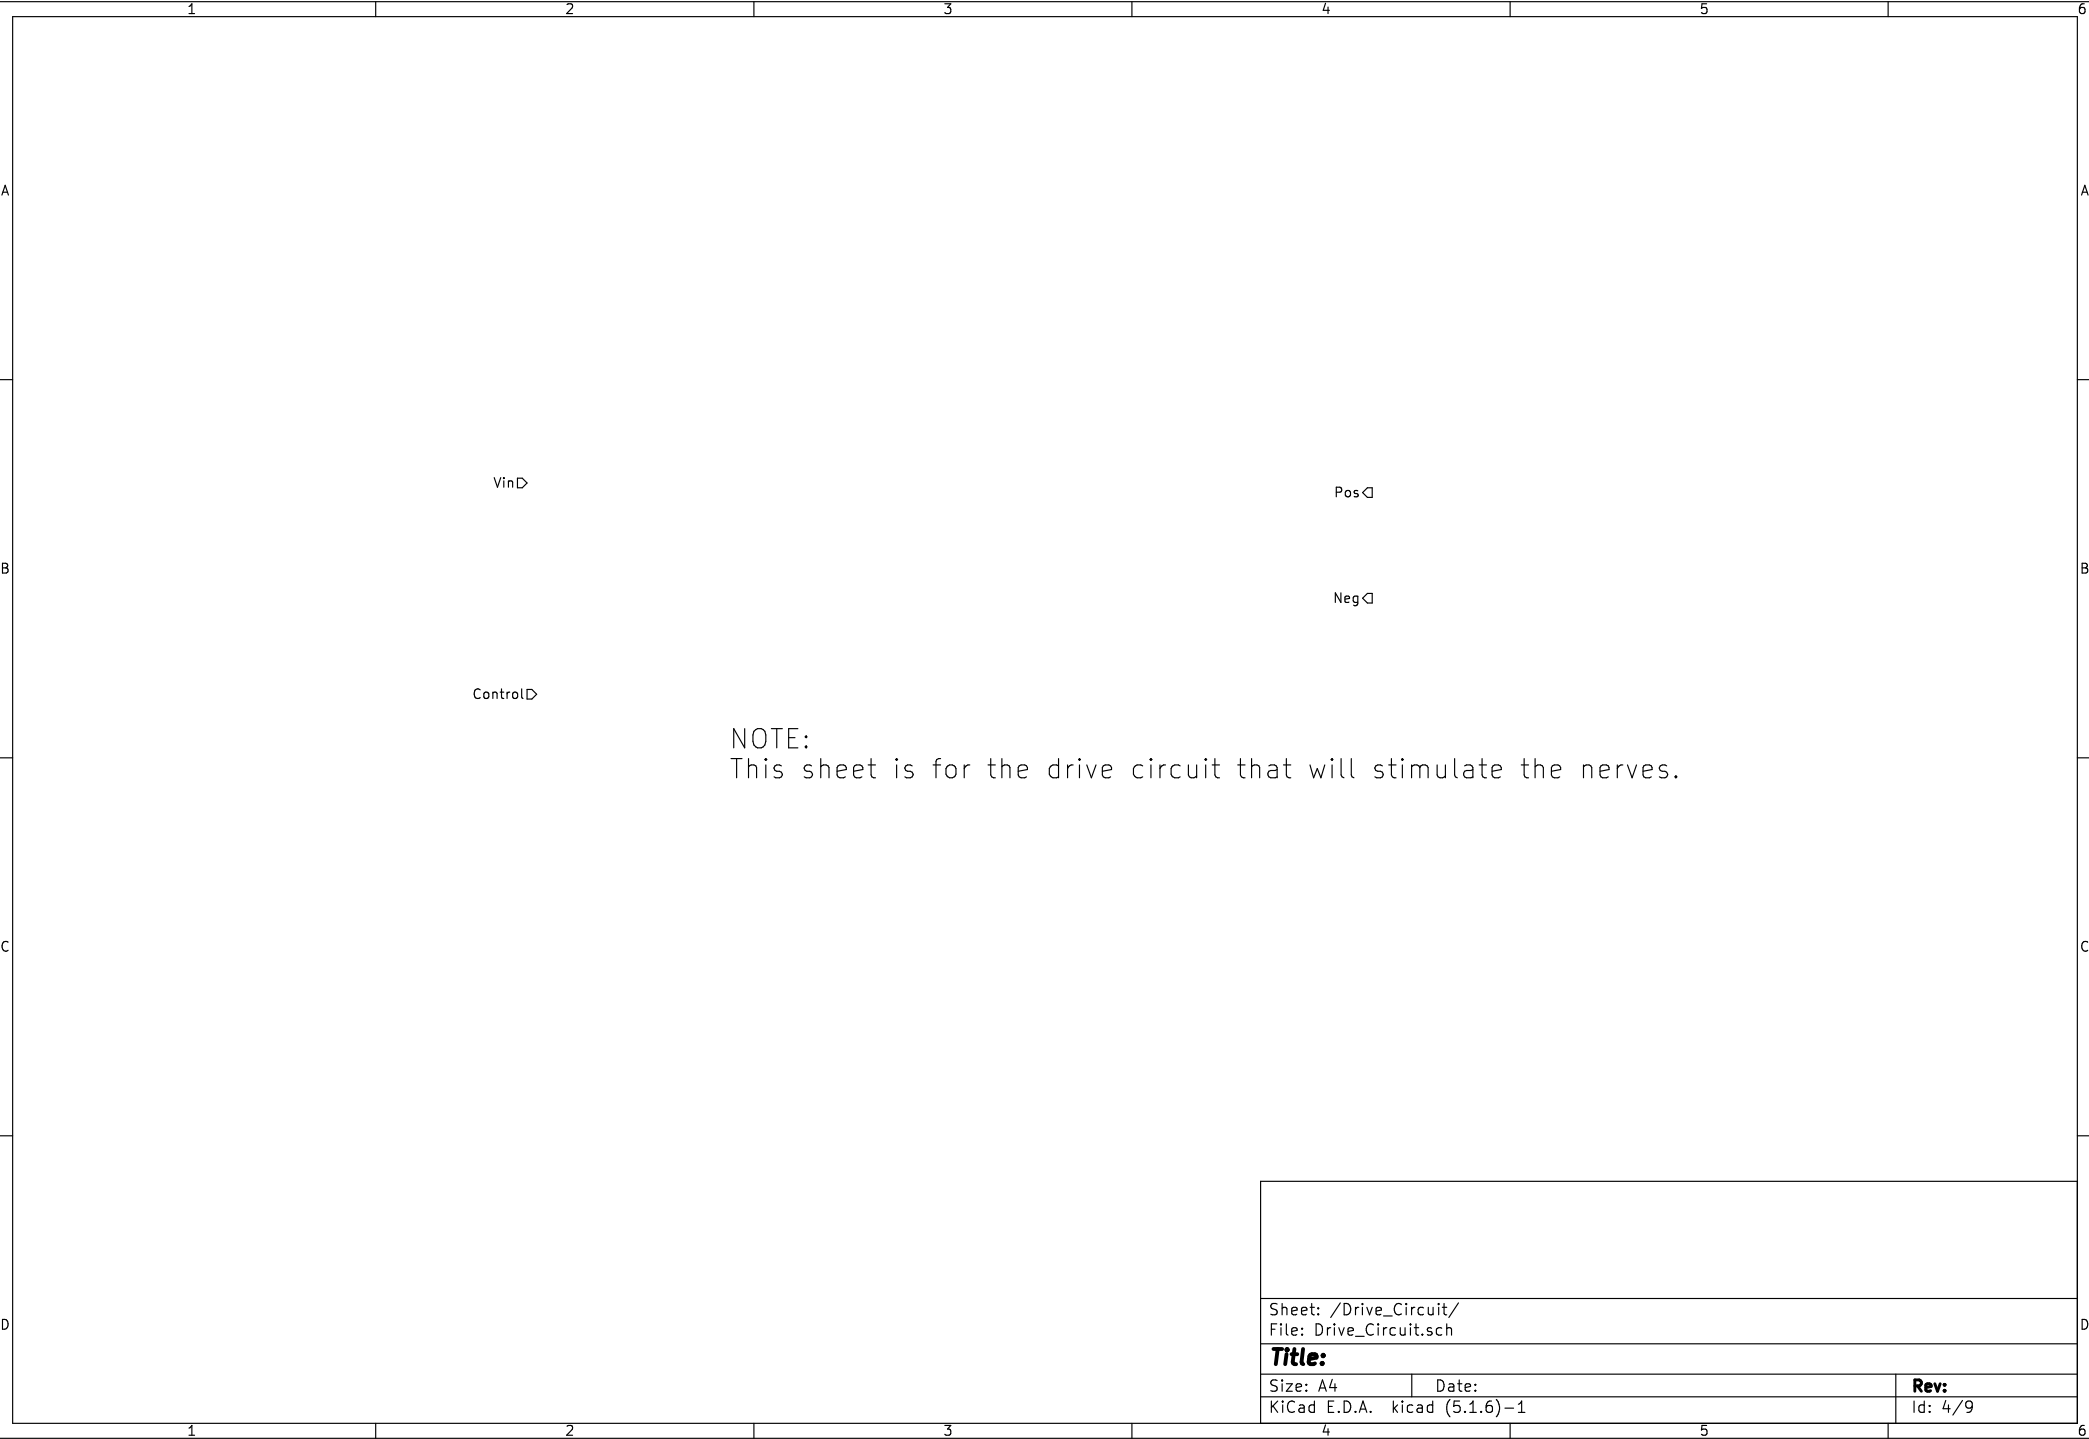 1 2 3 4 5 6
A A
Vin
Pos
B B
Neg
Control
NOTE:
This sheet is for the drive circuit that will stimulate the nerves.
C C
Sheet: /Drive_Circuit/
File: Drive_Circuit.sch
D D
Title:
Size: A4 Date: Rev:
KiCad E.D.A. kicad (5.1.6)-1 Id: 4/9
1 2 3 4 5 6